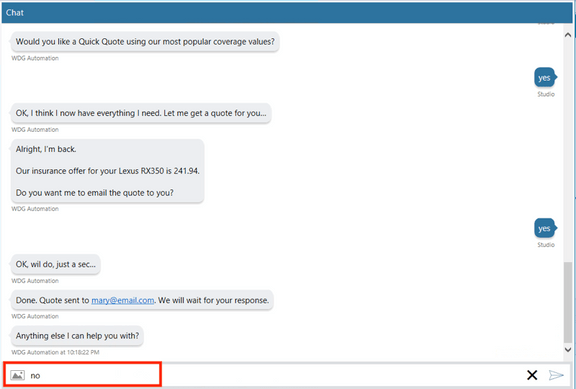 Chat
Studio
Would you like a Quick Quote using our most popular coverage values?
WDG Automation
yes
Studio
OK, I think I now have everything I need. Let me get a quote for you...
WDG Automation
Alright, I'm back.
Our insurance offer for your Lexus RX350 is 241.94.
Do you want me to email the quote to you?
WDG Automation
yes
Studio
OK, wil do, just a sec...
WDG Automation
Done. Quote sent to mary@email.com. We will wait for your response.
WDG Automation
Anything else I can help you with?
WDG Automation at 10:18:22 PM
no